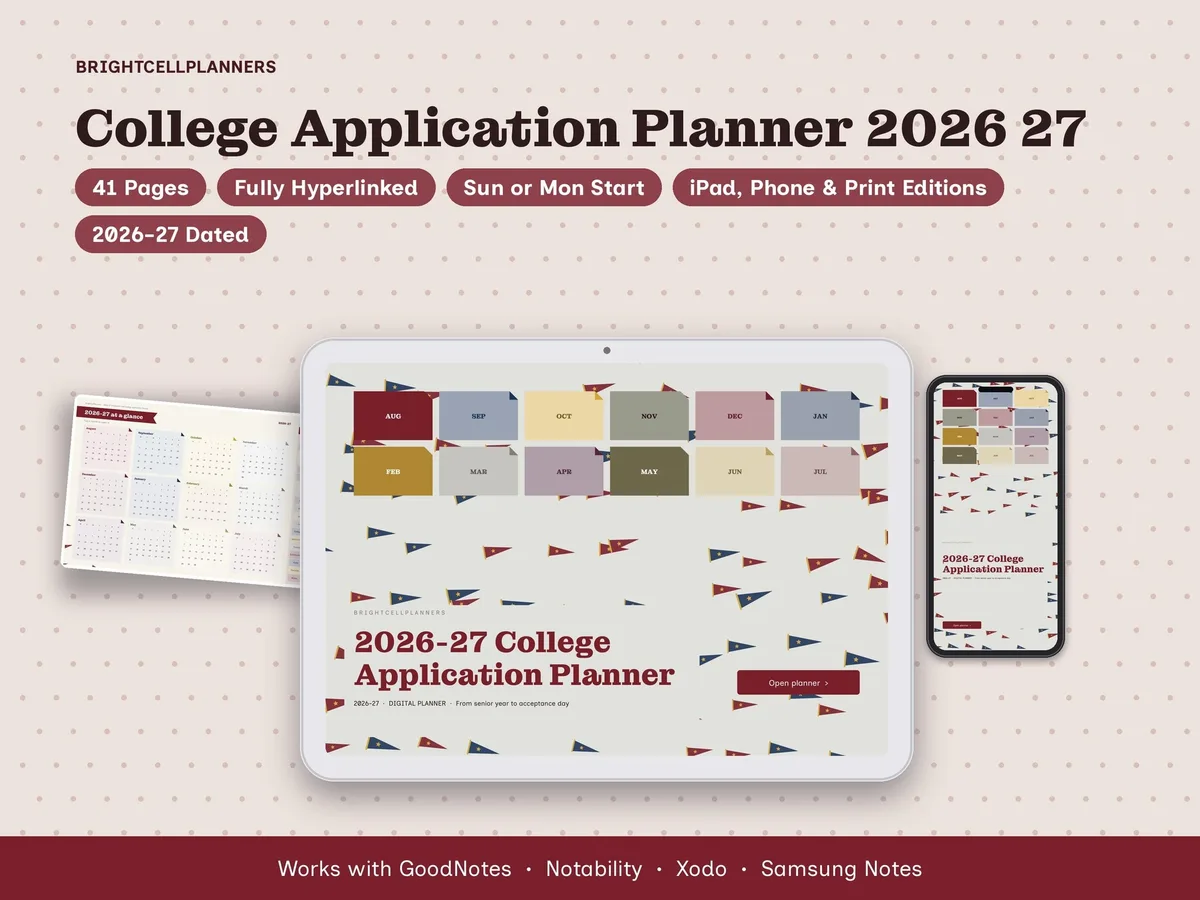 BRIGHTCELLPLANNERS
College Application Planner 2026 27
41 Pages
Fully Hyperlinked
Sun or Mon Start
iPad, Phone & Print Editions
2026-27 Dated
2026-27 at a glance
AUG
SEP
OCT
NOV
DEC
JAN
FEB
MAR
APR
MAY
JUN
JUL
BRIGHTCELLPLANNERS
2026-27 College
Application Planner
2026-27 · DIGITAL PLANNER · From senior year to acceptance day
Open planner >
2026-27 College
Application Planner
Works with GoodNotes · Notability · Xodo · Samsung Notes